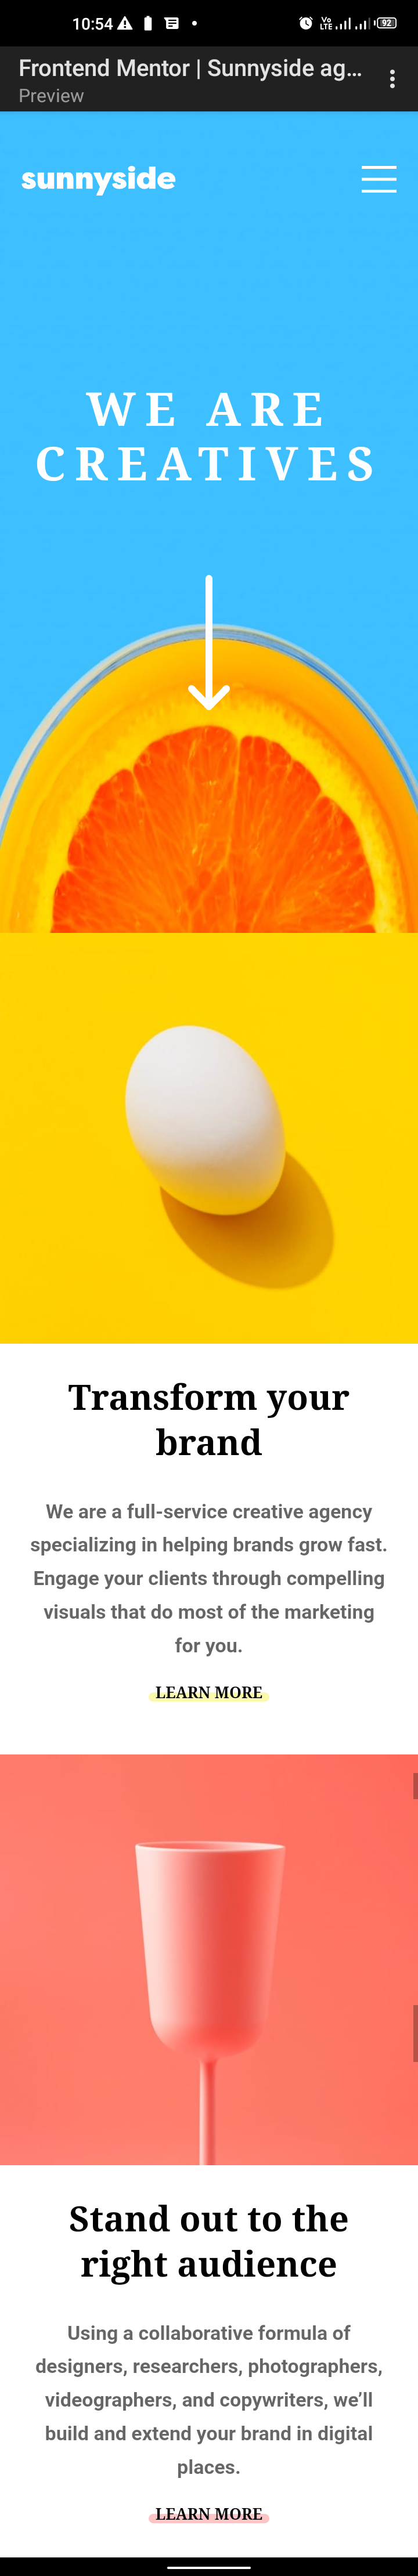 10:54
Vo LTE 92
Frontend Mentor | Sunnyside ag...
Preview
sunnyside
WE ARE
CREATIVES
Transform your
brand
We are a full-service creative agency
specializing in helping brands grow fast.
Engage your clients through compelling
visuals that do most of the marketing
for you.
LEARN MORE
Stand out to the
right audience
Using a collaborative formula of
designers, researchers, photographers,
videographers, and copywriters, we’ll
build and extend your brand in digital
places.
LEARN MORE